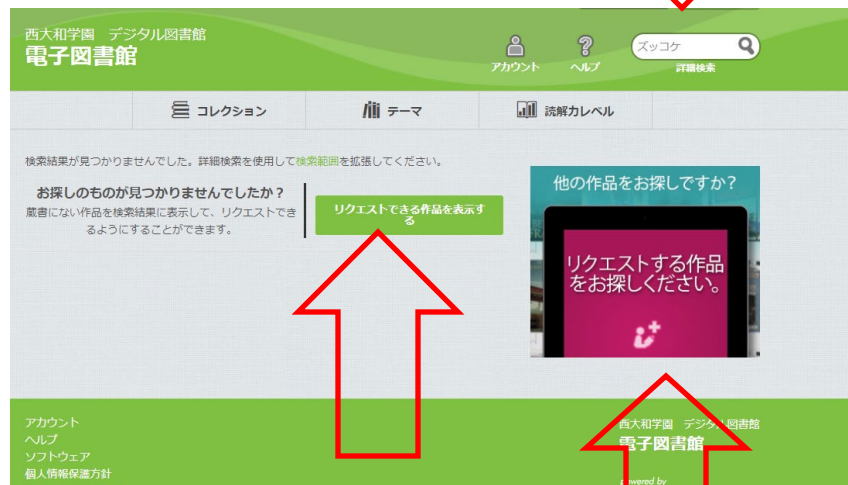 西大和学園 デジタル図書館
電子図書館
アカウント
ヘルプ
ズッコケ
詳細検索
コレクション
テーマ
読解力レベル
検索結果が見つかりませんでした。詳細検索を使用して検索範囲を拡張してください。
お探しのものが見つかりませんでしたか？
蔵書にない作品を検索結果に表示して、リクエストでき
るようにすることができます。
リクエストできる作品を表示す
る
他の作品をお探しですか？
リクエストする作品
をお探しください。
アカウント
ヘルプ
ソフトウェア
個人情報保護方針
西大和学園 デジタル図書館
電子図書館
powered by